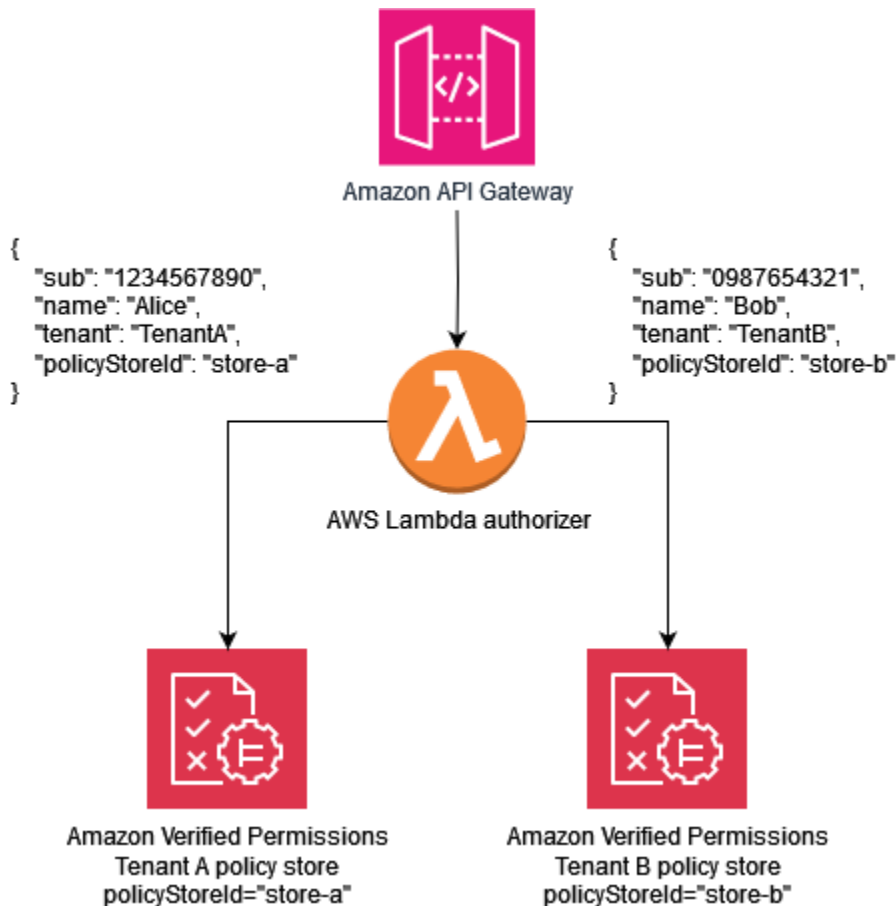 </>
Amazon API Gateway
{
"sub": "1234567890",
"name": "Alice",
"tenant": "TenantA",
"policyStoreId": "store-a"
}
{
"sub": "0987654321",
"name": "Bob",
"tenant": "TenantB",
"policyStoreId": "store-b"
}
AWS Lambda authorizer
Amazon Verified Permissions
Tenant A policy store
policyStoreId="store-a"
Amazon Verified Permissions
Tenant B policy store
policyStoreId="store-b"